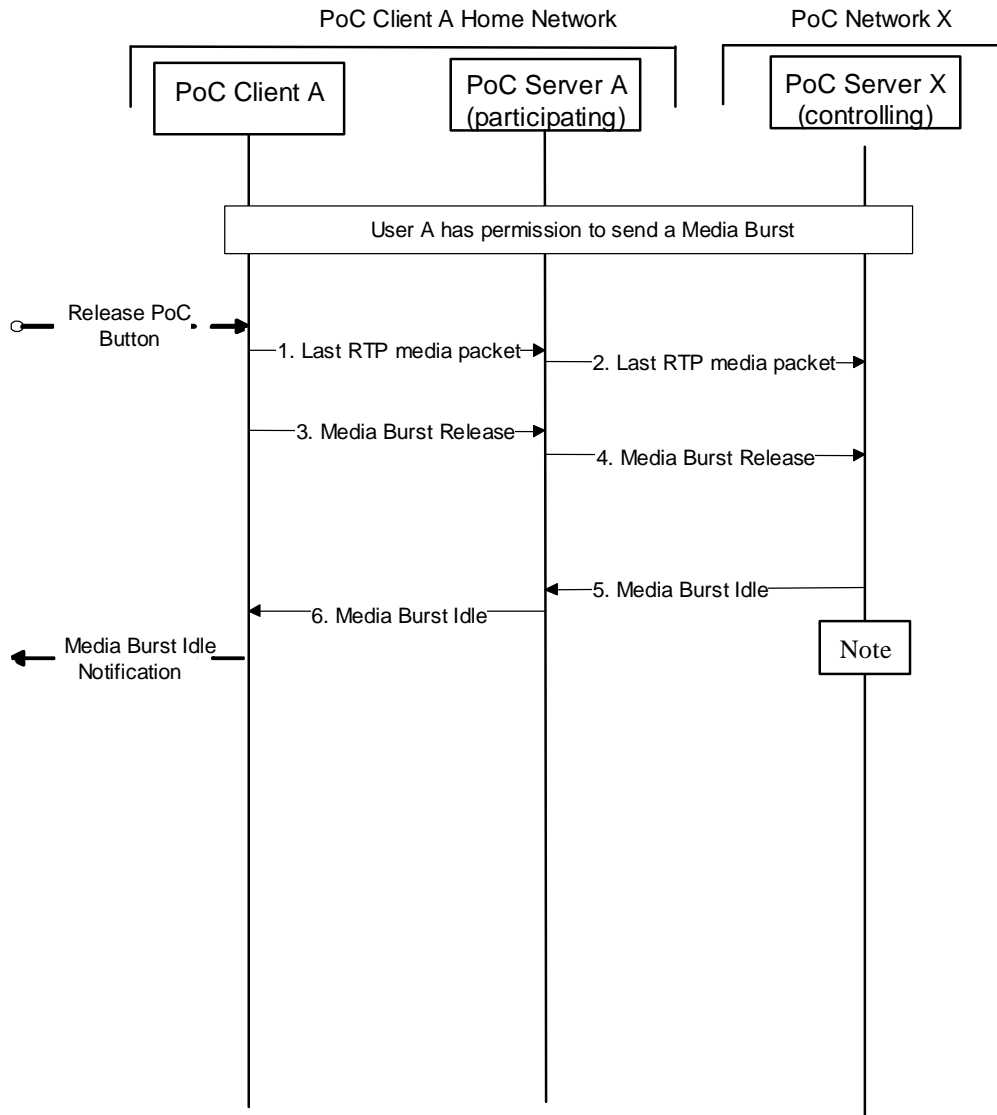 PoC Client A Home Network
PoC Network X
PoC Client A
PoC Server A
(participating)
PoC Server X
(controlling)
User A has permission to send a Media Burst
Release PoC
Button
1. Last RTP media packet
2. Last RTP media packet
3. Media Burst Release
4. Media Burst Release
5. Media Burst Idle
6. Media Burst Idle
Media Burst Idle
Notification
Note